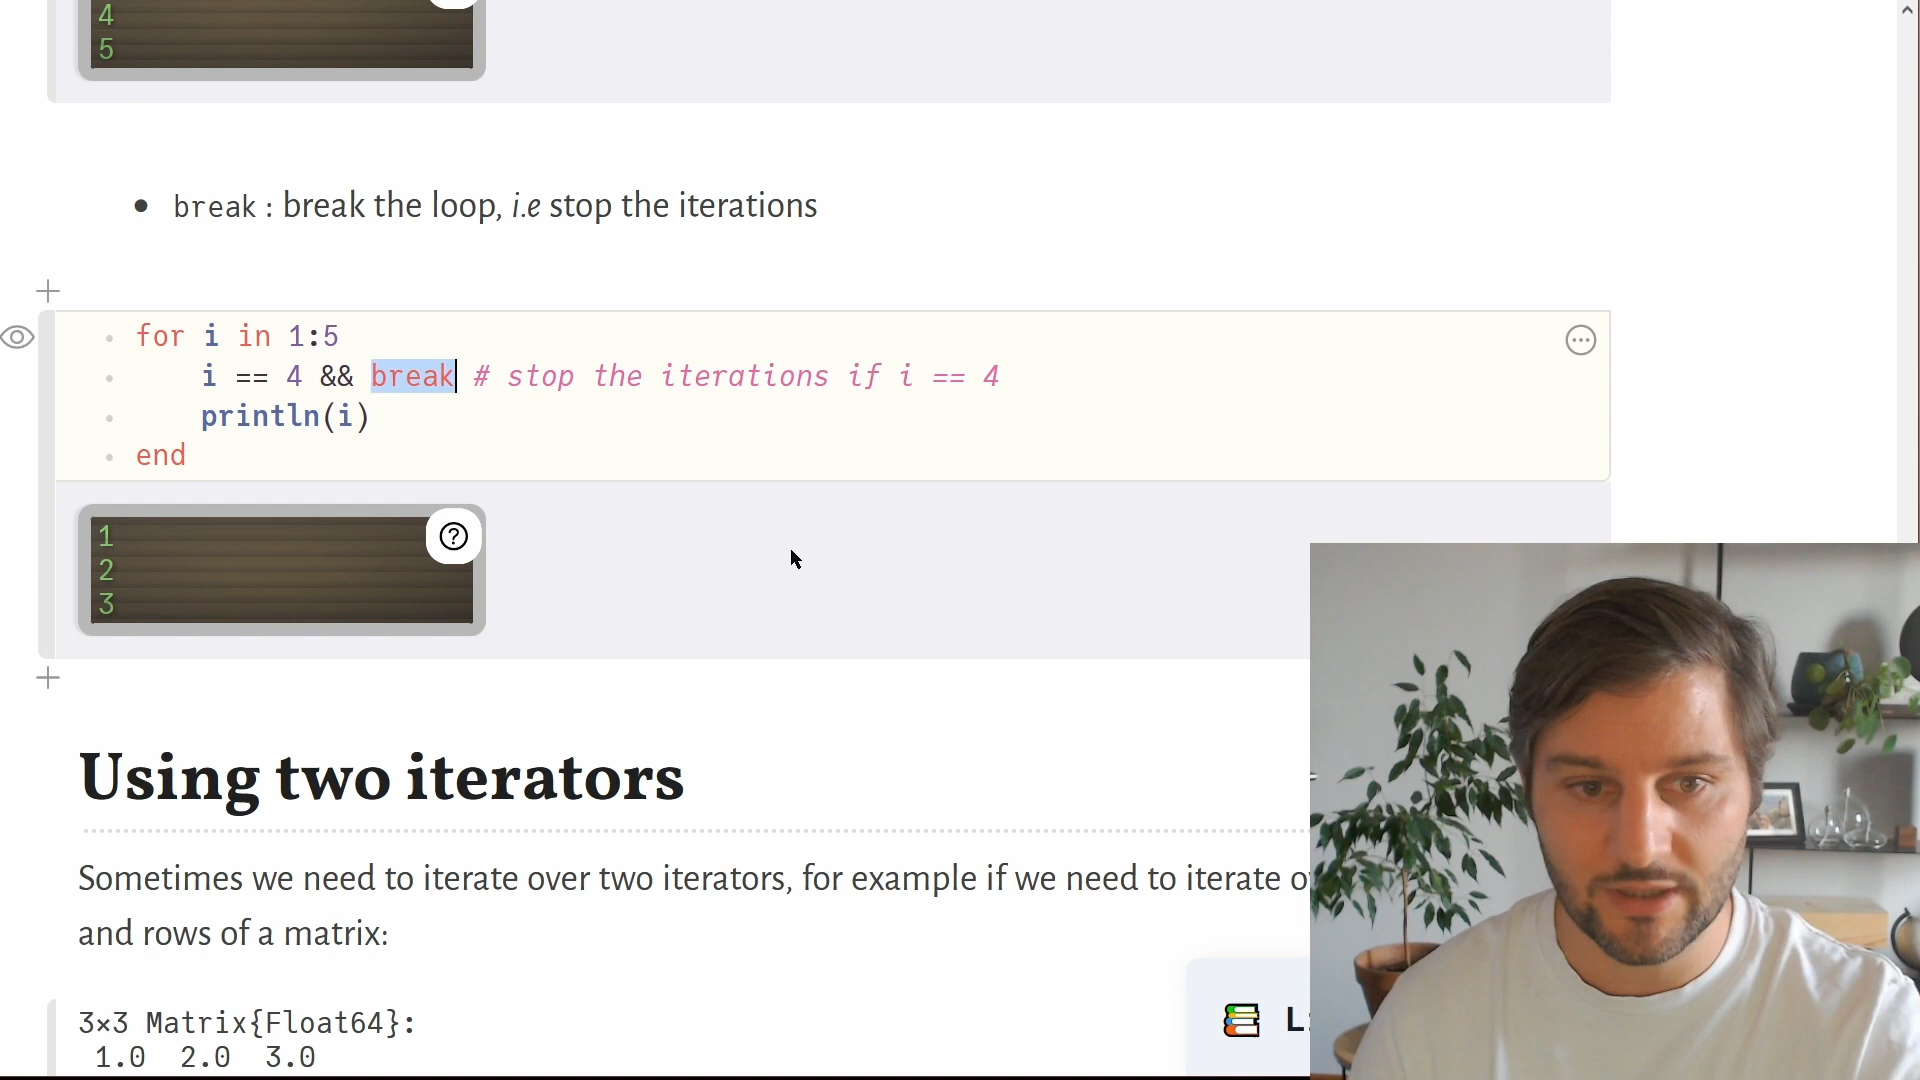 4
5
break : break the loop, i.e stop the iterations
for i in 1:5
i == 4 && break # stop the iterations if i == 4
println(i)
end
1
2
3
Using two iterators
Sometimes we need to iterate over two iterators, for example if we need to iterate
and rows of a matrix:
3×3 Matrix{Float64}:
1.0 2.0 3.0